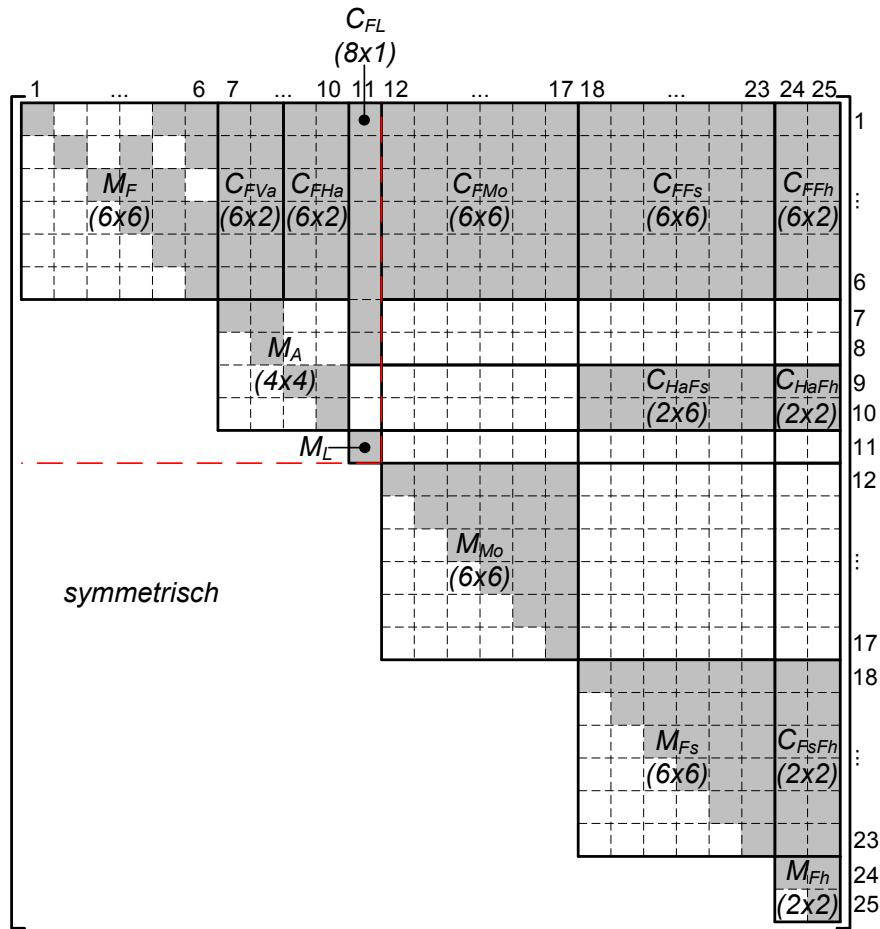 C_FL
(8x1)
1 ... 6 7 ... 10 11 12 ... 17 18 ... 23 24 25
1
M_F C_FVa C_FHa C_FMo C_FFs C_FFh
(6x6) (6x2) (6x2) (6x6) (6x6) (6x2)
...
6
7
8
M_A
(4x4)
C_HaFs C_HaFh
(2x6) (2x2)
9
10
M_L
11
12
M_Mo
(6x6)
...
symmetrisch
17
18
M_Fs C_FsFh
(6x6) (2x2)
...
23
M_Fh
24
(2x2)
25